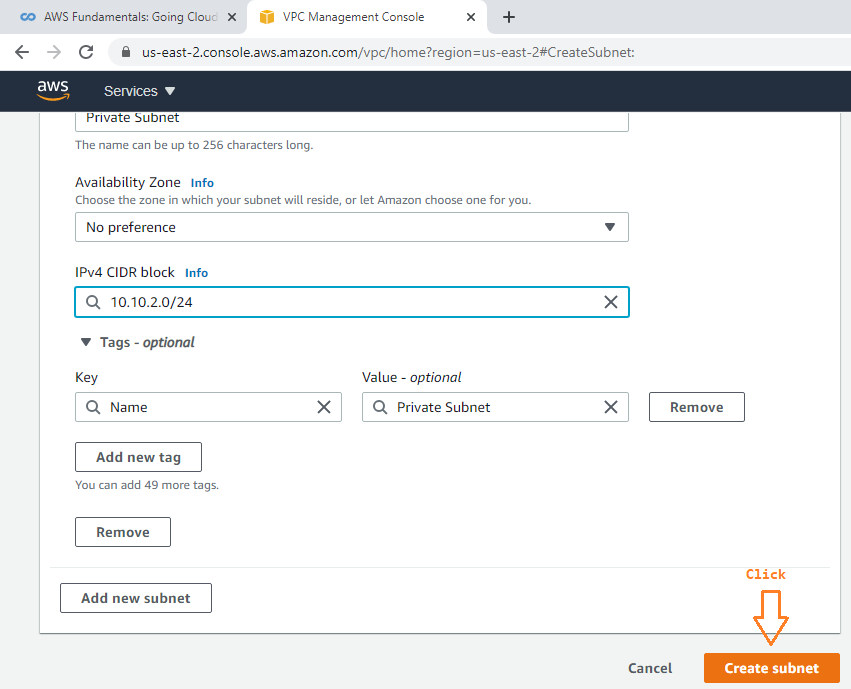 AWS Fundamentals: Going Cloud
VPC Management Console
us-east-2.console.aws.amazon.com/vpc/home?region=us-east-2#CreateSubnet:
aws
Services
Private Subnet
The name can be up to 256 characters long.
Availability Zone Info
Choose the zone in which your subnet will reside, or let Amazon choose one for you.
No preference
IPv4 CIDR block Info
10.10.2.0/24
Tags - optional
Key
Value - optional
Name
Private Subnet
Remove
Add new tag
You can add 49 more tags.
Remove
Click
Add new subnet
Cancel
Create subnet